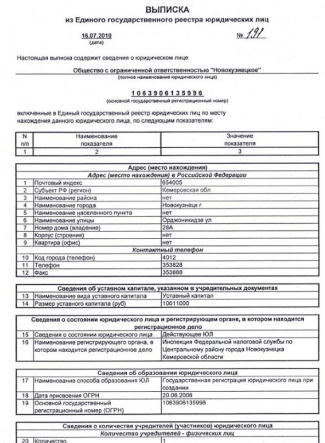 ВЫПИСКА
из Единого государственного реестра юридических лиц
16.07.2010 № 191
(дата)
Настоящая выписка содержит сведения о юридическом лице
Общество с ограниченной ответственностью "Новокузнецкое"
(полное наименование юридического лица)
1063906135996
(основной государственный регистрационный номер)
включенные в Единый государственный реестр юридических лиц по месту
нахождения данного юридического лица, по следующим показателям:
N п/п Наименование показателя Значение показателя
1 2 3
Адрес (место нахождения)
Адрес (место нахождения) в Российской Федерации
1 Почтовый индекс 654005
2 Субъект РФ (регион) Кемеровская обл
3 Наименование района нет
4 Наименование города Новокузнецк г
5 Наименование населенного пункта нет
6 Наименование улицы Орджоникидзе ул
7 Номер дома (владение) 28А
8 Корпус (строение) нет
9 Квартира (офис) нет
Контактный телефон
10 Код города (телефон) 4012
11 Телефон 353828
12 Факс 353888
Сведения об уставном капитале, указанном в учредительных документах
13 Наименование вида уставного капитала Уставный капитал
14 Размер уставного капитала (руб) 10011000
Сведения о состоянии юридического лица и регистрирующем органе, в котором находится
регистрационное дело
15 Сведения о состоянии юридического лица Действующее ЮЛ
16 Наименование регистрирующего органа, в Инспекция Федеральной налоговой службы по
котором находится регистрационное дело Центральному району города Новокузнецка
Кемеровской области
Сведения об образовании юридического лица
17 Наименование способа образования ЮЛ Государственная регистрация юридического лица при
создании
18 Дата присвоения ОГРН 20.06.2006
19 Основной государственный 1063906135996
регистрационный номер (ОГРН)
Сведения о количестве учредителей (участников) юридического лица
Количество учредителей - физических лиц
20 Количество 1